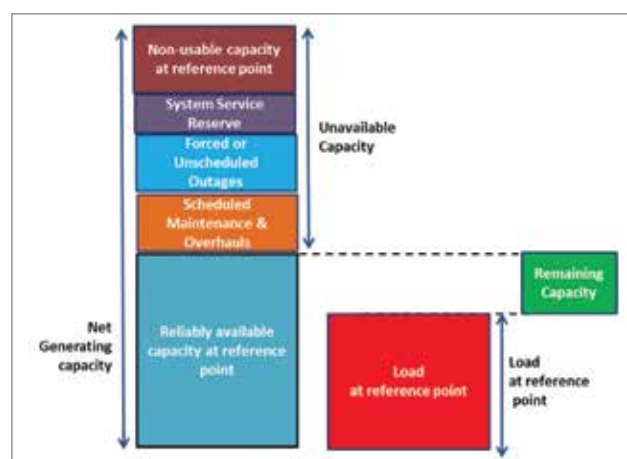 Non-usable capacity
at reference point
System Service
Reserve
Forced or
Unscheduled
Outages
Scheduled
Maintenance &
Overhauls
Unavailable
Capacity
Remaining
Capacity
Net
Generating
capacity
Reliably available
capacity at reference
point
Load
at reference point
Load
at reference
point